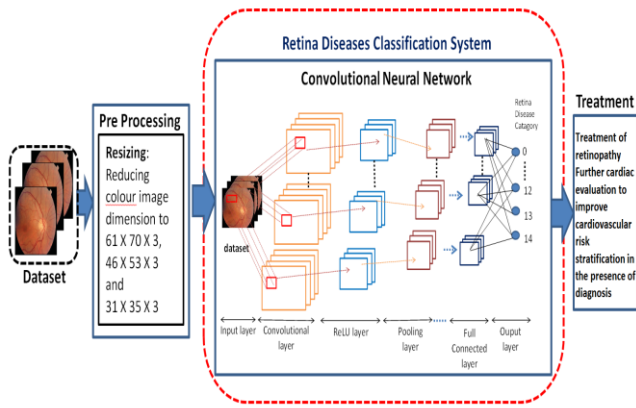 Retina Diseases Classification System
Convolutional Neural Network
Dataset
Pre Processing
Resizing:
Reducing
colour image
dimension to
61 X 70 X 3,
46 X 53 X 3
and
31 X 35 X 3
dataset
Retina
Disease
Catagory
0
12
13
14
Input layer
Convolutional
layer
ReLU layer
Pooling
layer
Full
Connected
layer
Ouput layer
Treatment
Treatment of
retinopathy
Further cardiac
evaluation to
improve
cardiovascular
risk
stratification in
the presence of
diagnosis